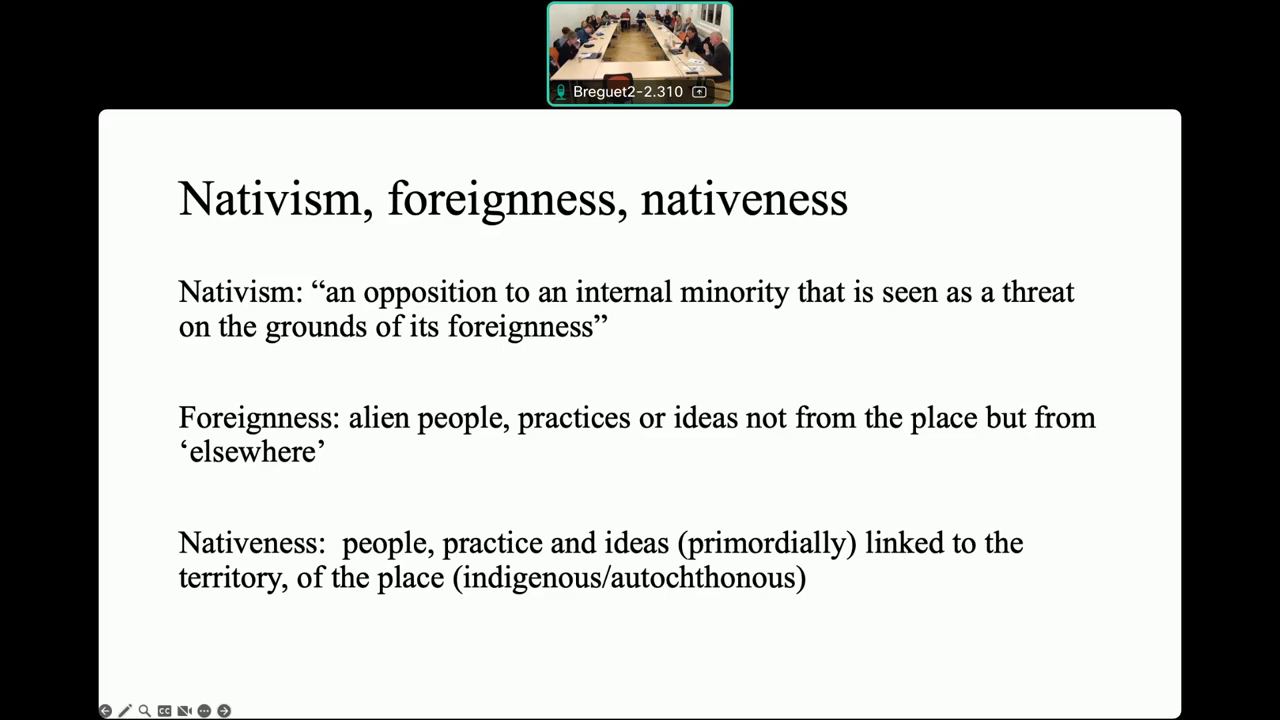 Breguet2-2.310
Nativism, foreignness, nativeness
Nativism: “an opposition to an internal minority that is seen as a threat
on the grounds of its foreignness”
Foreignness: alien people, practices or ideas not from the place but from
‘elsewhere’
Nativeness:  people, practice and ideas (primordially) linked to the
territory, of the place (indigenous/autochthonous)
CC